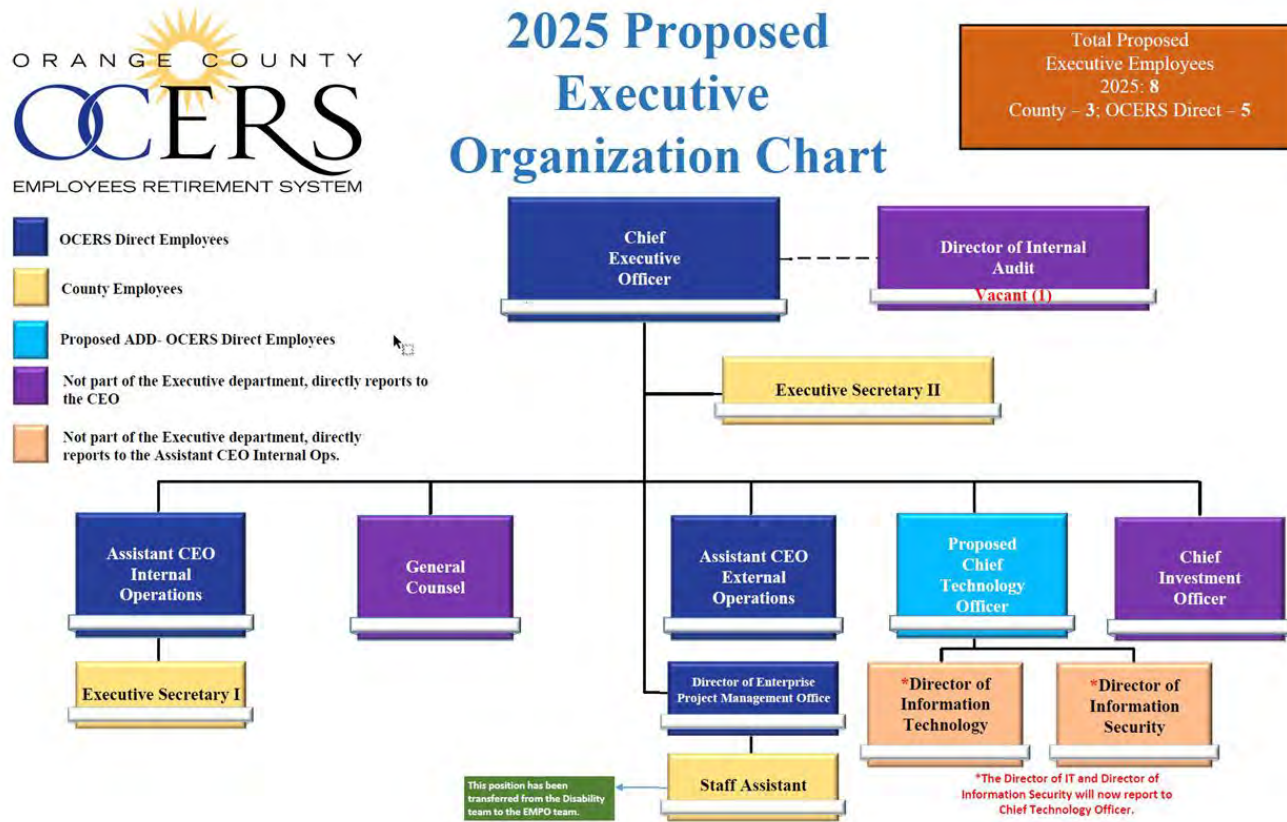 ORANGE COUNTY
OCERS
EMPLOYEES RETIREMENT SYSTEM
2025 Proposed
Executive
Organization Chart
Total Proposed
Executive Employees
2025: 8
County – 3; OCERS Direct – 5
OCERS Direct Employees
County Employees
Proposed ADD- OCERS Direct Employees
Not part of the Executive department, directly reports to
the CEO
Not part of the Executive department, directly
reports to the Assistant CEO Internal Ops.
Chief
Executive
Officer
Director of Internal
Audit
Vacant (1)
Executive Secretary II
Assistant CEO
Internal
Operations
General
Counsel
Assistant CEO
External
Operations
Proposed
Chief
Technology
Officer
Chief
Investment
Officer
Executive Secretary I
Director of Enterprise
Project Management Office
*Director of
Information
Technology
*Director of
Information
Security
This position has been
transferred from the Disability
team to the EMPO team.
Staff Assistant
*The Director of IT and Director of
Information Security will now report to
Chief Technology Officer.